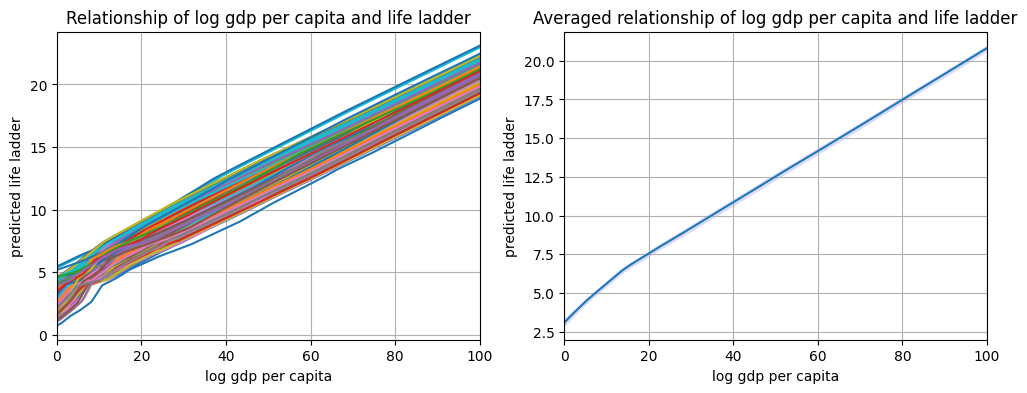 Relationship of log gdp per capita and life ladder
predicted life ladder
20
15
10
5
0
0 20 40 60 80 100
log gdp per capita
Averaged relationship of log gdp per capita and life ladder
predicted life ladder
20.0
17.5
15.0
12.5
10.0
7.5
5.0
2.5
0 20 40 60 80 100
log gdp per capita